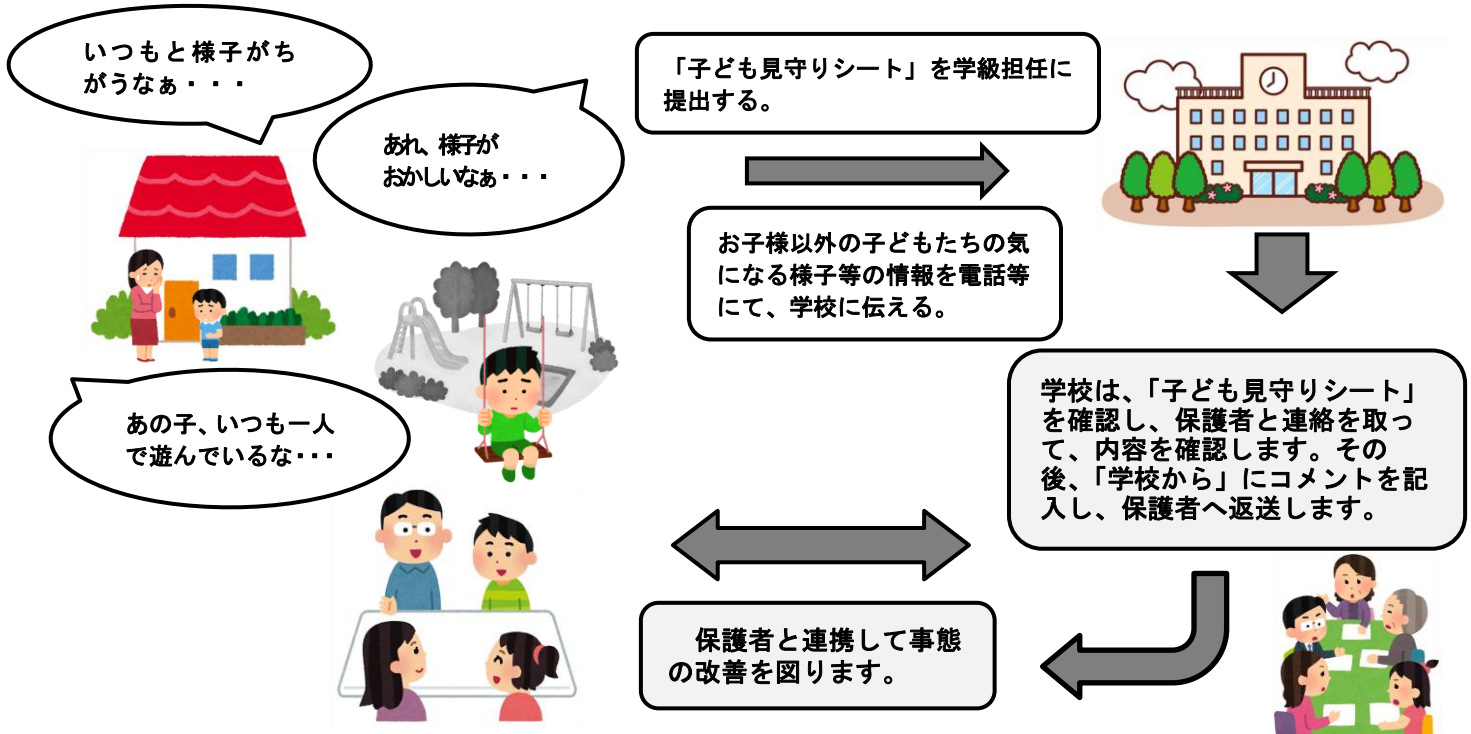 いつもと様子がち
がうなぁ・・・
あれ、様子が
おかしいなぁ・・・
あの子、いつも一人
で遊んでいるな・・・
「子ども見守りシート」を学級担任に
提出する。
お子様以外の子どもたちの気
になる様子等の情報を電話等
にて、学校に伝える。
学校は、「子ども見守りシート」
を確認し、保護者と連絡を取っ
て、内容を確認します。その
後、「学校から」にコメントを記
入し、保護者へ返送します。
保護者と連携して事態
の改善を図ります。